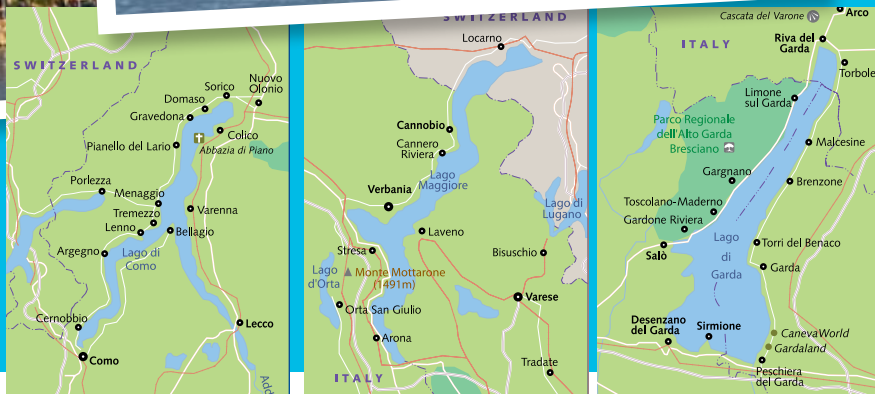 SWITZERLAND
Nuovo
Olonio
Sorico
Domaso
Gravedona
Colico
Abbazia di Piano
Pianello del Lario
Porlezza
Menaggio
Tremezzo
Lenno
Varenna
Bellagio
Argegno
Lago di
Como
Cernobbio
Lecco
Como
Add
SWITZERLAND
Locarno
Cannobio
Cannero
Riviera
Lago
Maggiore
Verbania
Lago di
Lugano
Laveno
Stresa
Bisuschio
Lago
d'Orta
Monte Mottarone
(1491m)
Orta San Giulio
Varese
Arona
Tradate
ITALY
Cascata del Varone
Arco
ITALY
Riva del
Garda
Torbole
Limone
sul Garda
Parco Regionale
dell'Alto Garda
Bresciano
Malcesine
Gargnano
Brenzone
Toscolano-Maderno
Gardone Riviera
Salò
Lago
di
Garda
Torri del Benaco
Garda
Desenzano
del Garda
Sirmione
CanevaWorld
Gardaland
Peschiera
del Garda